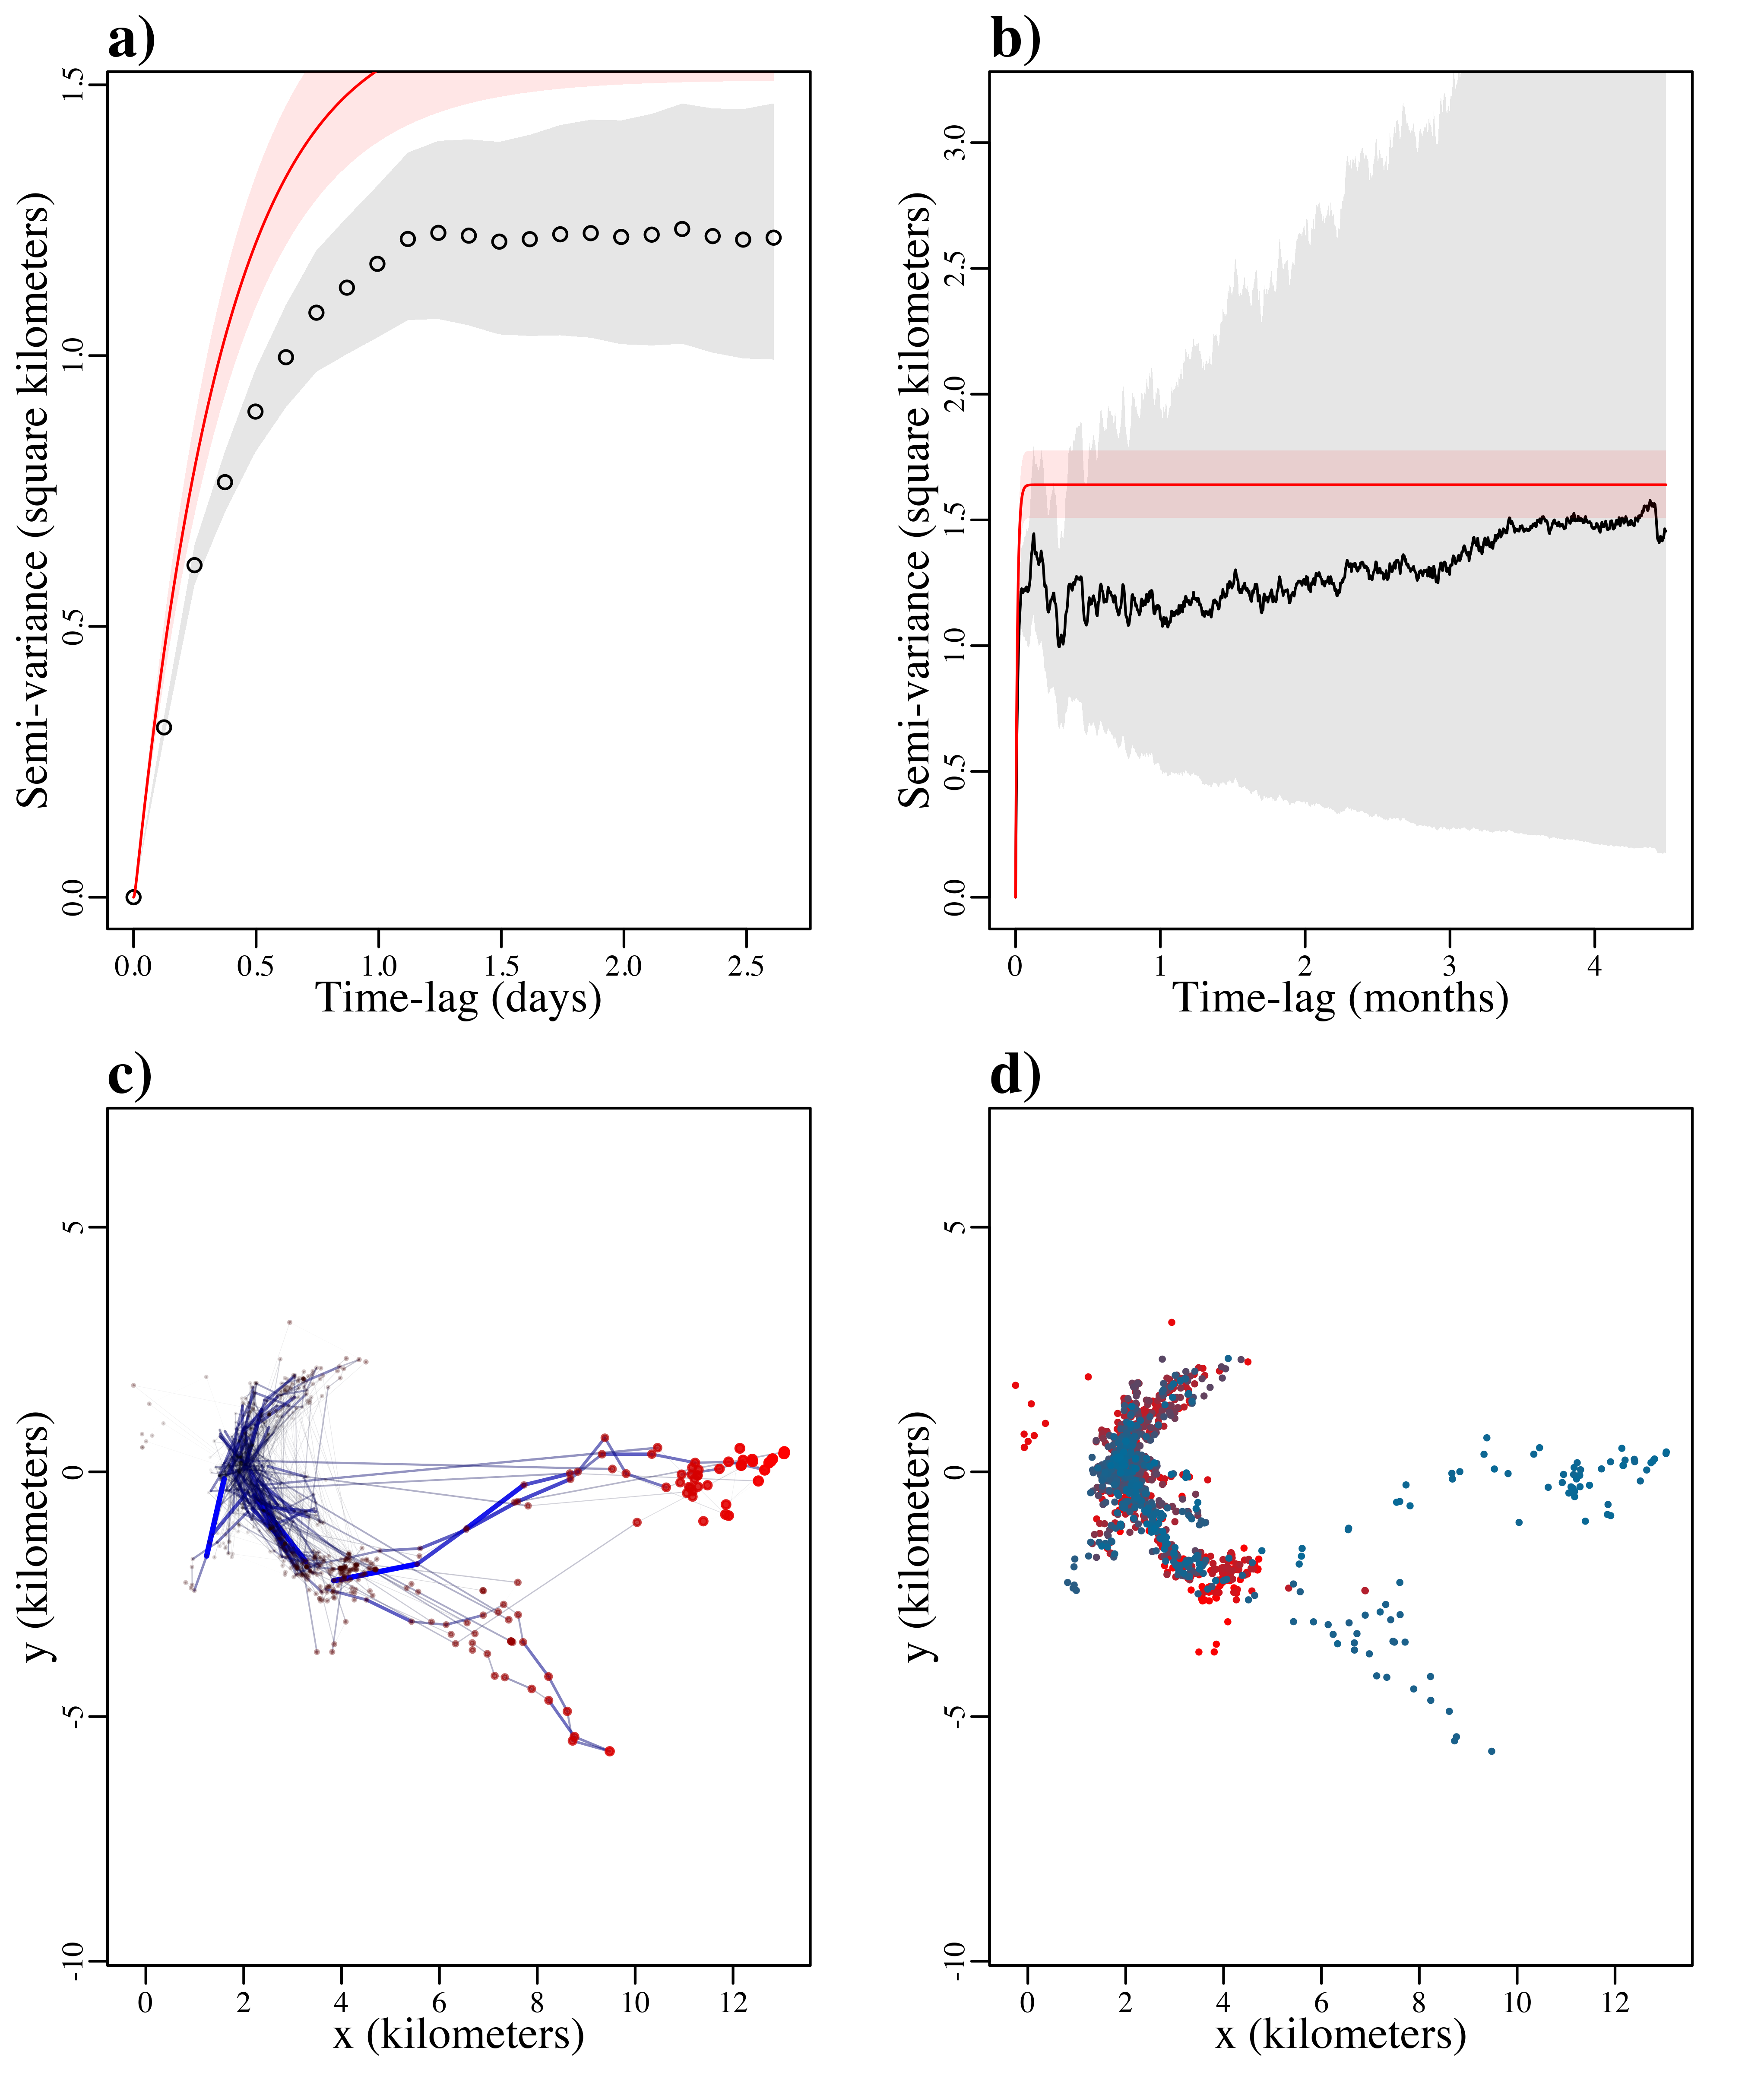 a)
Semi-variance (square kilometers)
0.0 0.5 1.0 1.5
0.0 0.5 1.0 1.5 2.0 2.5
Time-lag (days)
b)
Semi-variance (square kilometers)
0.0 0.5 1.0 1.5 2.0 2.5 3.0
0 1 2 3 4
Time-lag (months)
c)
y (kilometers)
-10 -5 0 5
0 2 4 6 8 10 12
x (kilometers)
d)
y (kilometers)
-10 -5 0 5
0 2 4 6 8 10 12
x (kilometers)